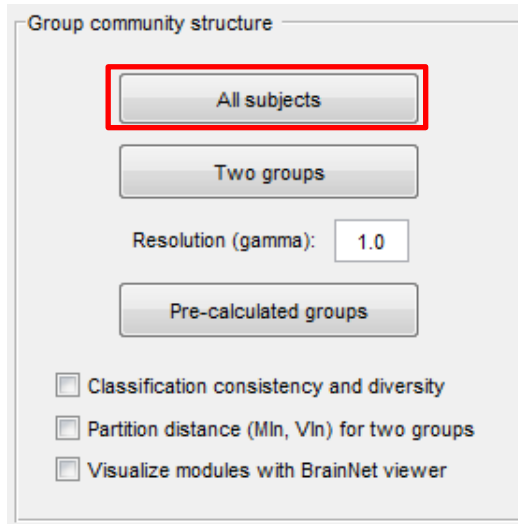 Group community structure
All subjects
Two groups
Resolution (gamma): 1.0
Pre-calculated groups
Classification consistency and diversity
Partition distance (MIn, VIn) for two groups
Visualize modules with BrainNet viewer